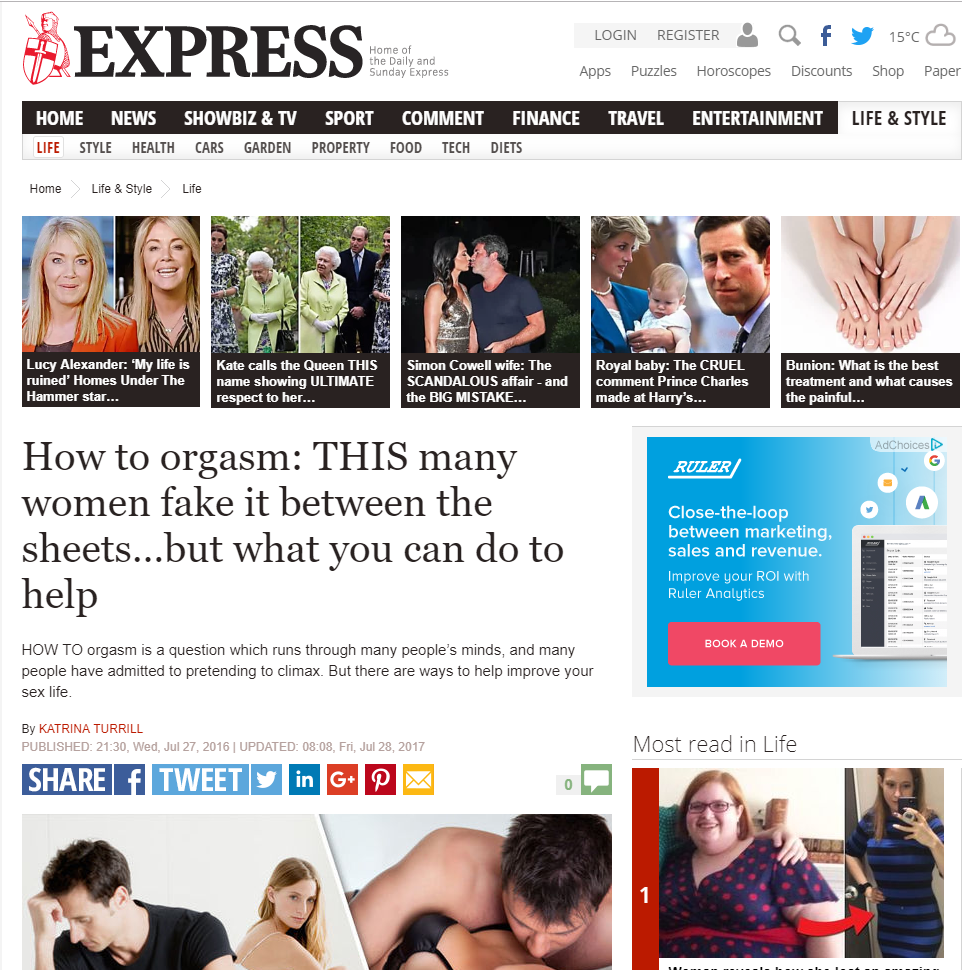 EXPRESS
Home of
the Daily and
Sunday Express
LOGIN REGISTER
15°C
Apps Puzzles Horoscopes Discounts Shop Paper
HOME NEWS SHOWBIZ & TV SPORT COMMENT FINANCE TRAVEL ENTERTAINMENT LIFE & STYLE
LIFE STYLE HEALTH CARS GARDEN PROPERTY FOOD TECH DIETS
Home Life & Style Life
Lucy Alexander: ‘My life is
ruined’ Homes Under The
Hammer star...
Kate calls the Queen THIS
name showing ULTIMATE
respect to her...
Simon Cowell wife: The
SCANDALOUS affair - and
the BIG MISTAKE...
Royal baby: The CRUEL
comment Prince Charles
made at Harry’s...
Bunion: What is the best
treatment and what causes
the painful...
How to orgasm: THIS many
women fake it between the
sheets...but what you can do to
help
HOW TO orgasm is a question which runs through many people’s minds, and many
people have admitted to pretending to climax. But there are ways to help improve your
sex life.
By KATRINA TURRILL
PUBLISHED: 21:30, Wed, Jul 27, 2016 | UPDATED: 08:08, Fri, Jul 28, 2017
SHARE f TWEET in G+ 0
AdChoices
RULER
Close-the-loop
between marketing,
sales and revenue.
Improve your ROI with
Ruler Analytics
BOOK A DEMO
Most read in Life
1